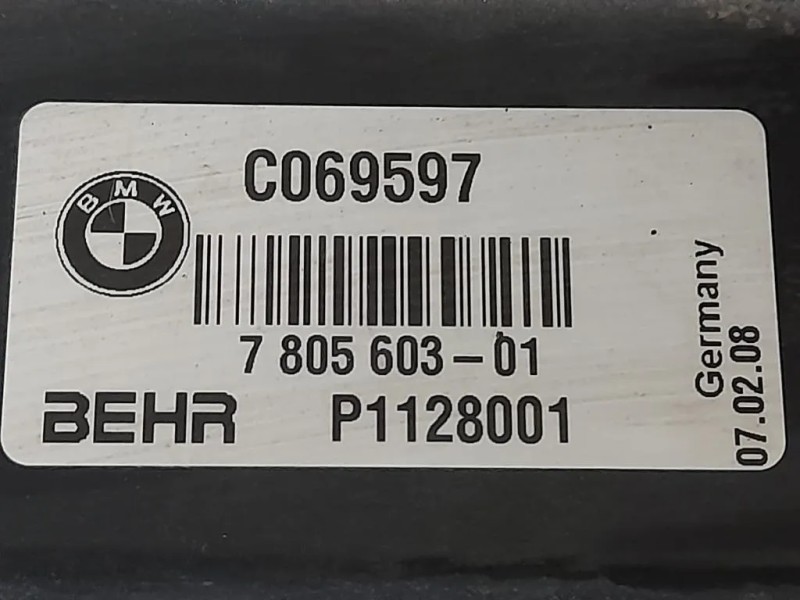 C069597
BMW
7 805 603-01
BEHR P1128001
Germany
07.02.08